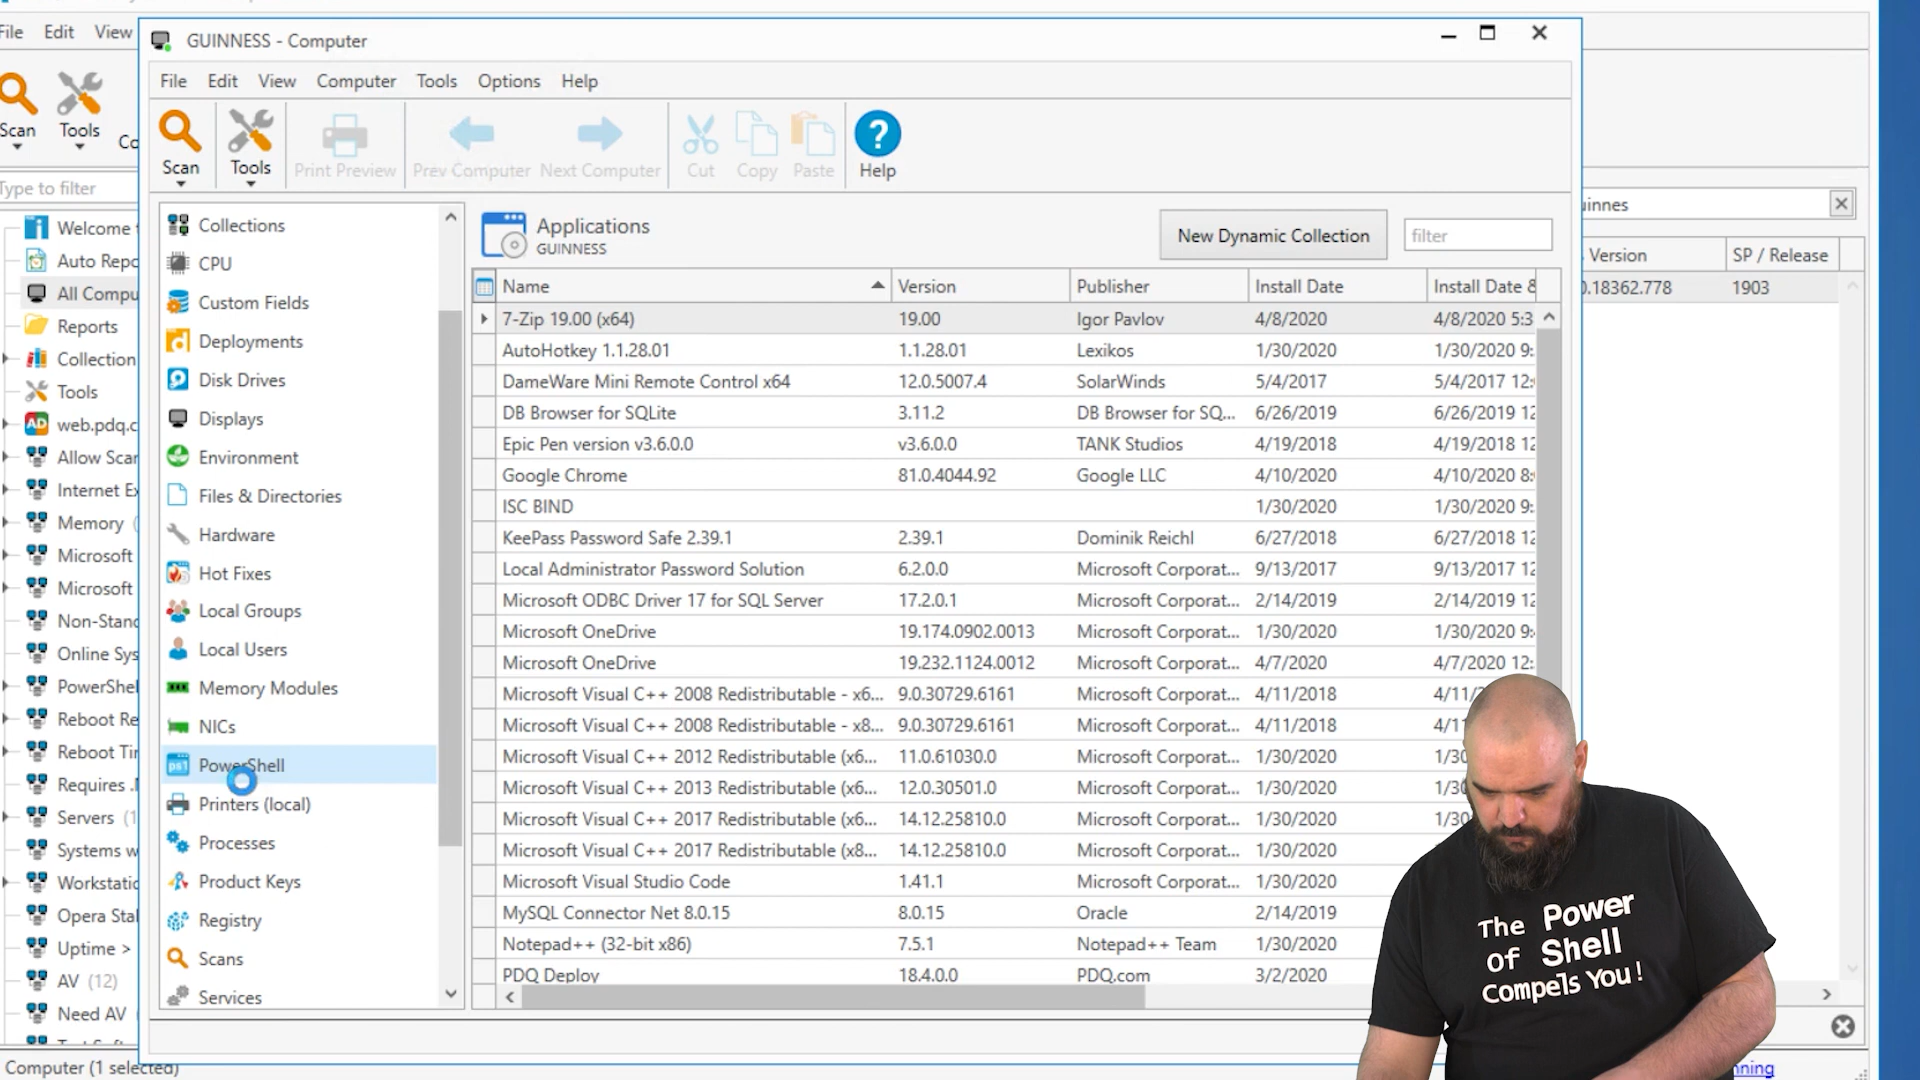 File Edit View
Scan
Tools
Type to filter
Welcome
Auto Repo
All Compu
Reports
Collection
Tools
web.pdq.c
Allow Scan
Internet Ex
Memory
Microsoft
Microsoft
Non-Stand
Online Sys
PowerShel
Reboot Re
Reboot Tir
Requires .
Servers
Systems w
Workstatio
Opera Stal
Uptime >
AV (12)
Need AV
Computer (1 selected)
GUINNESS - Computer
File Edit View Computer Tools Options Help
Scan Tools Print Preview Prev Computer Next Computer Cut Copy Paste Help
Collections
CPU
Custom Fields
Deployments
Disk Drives
Displays
Environment
Files & Directories
Hardware
Hot Fixes
Local Groups
Local Users
Memory Modules
NICs
ps1 PowerShell
Printers (local)
Processes
Product Keys
Registry
Scans
Services
Applications
GUINNESS
New Dynamic Collection
filter
Name Version Publisher Install Date Install Date &
7-Zip 19.00 (x64) 19.00 Igor Pavlov 4/8/2020 4/8/2020 5:3
AutoHotkey 1.1.28.01 1.1.28.01 Lexikos 1/30/2020 1/30/2020 9:
DameWare Mini Remote Control x64 12.0.5007.4 SolarWinds 5/4/2017 5/4/2017 12:
DB Browser for SQLite 3.11.2 DB Browser for SQ... 6/26/2019 6/26/2019 12
Epic Pen version v3.6.0.0 v3.6.0.0 TANK Studios 4/19/2018 4/19/2018 12
Google Chrome 81.0.4044.92 Google LLC 4/10/2020 4/10/2020 8:
ISC BIND 1/30/2020 1/30/2020 9:
KeePass Password Safe 2.39.1 2.39.1 Dominik Reichl 6/27/2018 6/27/2018 12
Local Administrator Password Solution 6.2.0.0 Microsoft Corporat... 9/13/2017 9/13/2017 12
Microsoft ODBC Driver 17 for SQL Server 17.2.0.1 Microsoft Corporat... 2/14/2019 2/14/2019 12
Microsoft OneDrive 19.174.0902.0013 Microsoft Corporat... 1/30/2020 1/30/2020 9:
Microsoft OneDrive 19.232.1124.0012 Microsoft Corporat... 4/7/2020 4/7/2020 12:
Microsoft Visual C++ 2008 Redistributable - x6... 9.0.30729.6161 Microsoft Corporat... 4/11/2018 4/11/
Microsoft Visual C++ 2008 Redistributable - x8... 9.0.30729.6161 Microsoft Corporat... 4/11/2018 4/11
Microsoft Visual C++ 2012 Redistributable (x6... 11.0.61030.0 Microsoft Corporat... 1/30/2020 1/30
Microsoft Visual C++ 2013 Redistributable (x6... 12.0.30501.0 Microsoft Corporat... 1/30/2020 1/30
Microsoft Visual C++ 2017 Redistributable (x6... 14.12.25810.0 Microsoft Corporat... 1/30/2020 1/30
Microsoft Visual C++ 2017 Redistributable (x8... 14.12.25810.0 Microsoft Corporat... 1/30/2020
Microsoft Visual Studio Code 1.41.1 Microsoft Corporat... 1/30/2020
MySQL Connector Net 8.0.15 8.0.15 Oracle 2/14/2019
Notepad++ (32-bit x86) 7.5.1 Notepad++ Team 1/30/2020
PDQ Deploy 18.4.0.0 PDQ.com 3/2/2020
uinnes
Version SP / Release
0.18362.778 1903
nning
The Power
of Shell
Compels You!